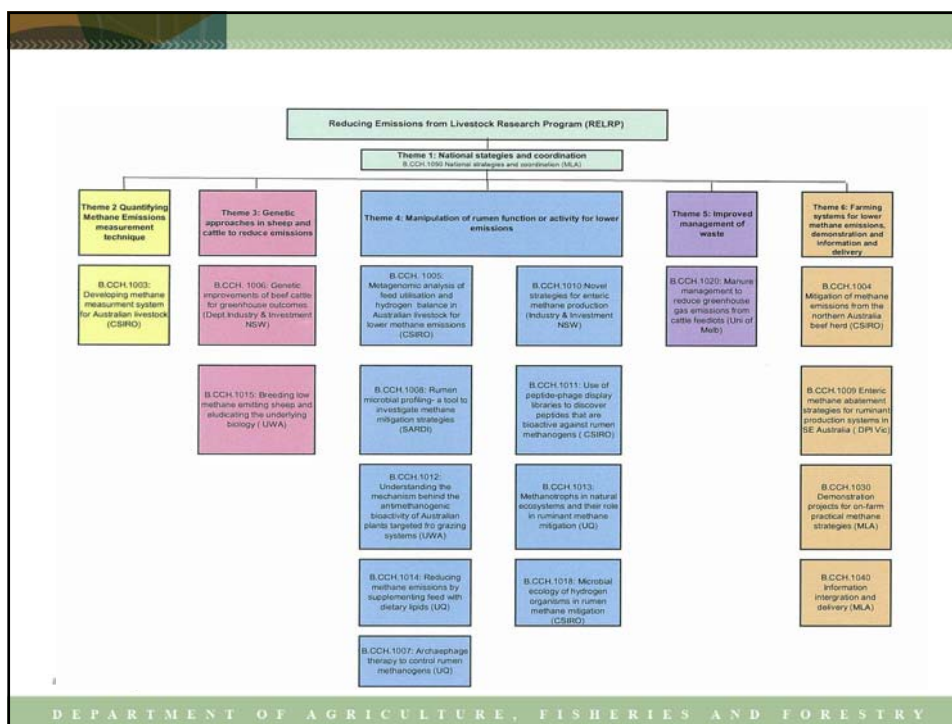 Reducing Emissions from Livestock Research Program (RELRP)
Theme 1: National stategies and coordination
B.CCH.1090 National strategies and coordination (MLA)
Theme 2 Quantifying
Methane Emissions
measurement
technique
Theme 3: Genetic
approaches in sheep and
cattle to reduce emissions
Theme 4: Manipulation of rumen function or activity for lower
emissions
Theme 5: Improved
management of
waste
Theme 6: Farming
systems for lower
methane emissions,
demonstration and
information and
delivery
B.CCH.1003:
Developing methane
measurment system
for Australian livestock
(CSIRO)
B.CCH.1006: Genetic
improvements of beef cattle
for greenhouse outcomes
(Dept.Industry & Investment
NSW)
B.CCH. 1005:
Metagenomic analysis of
feed utilisation and
hydrogen balance in
Australian livestock for
lower methane emissions
(CSIRO)
B.CCH.1010 Novel
strategies for enteric
methane production
(Industry & Investment
NSW)
B.CCH.1020: Manure
management to
reduce greenhouse
gas emissions from
cattle feedlots (Uni of
Melb)
B.CCH.1004
Mitigation of methane
emissions from the
northern Australia
beef herd (CSIRO)
B.CCH.1015: Breeding low
methane emitting sheep and
eludicating the underlying
biology ( UWA)
B.CCH.1008: Rumen
microbial profiling- a tool to
investigate methane
mitigation strategies
(SARDI)
B.CCH.1011: Use of
peptide-phage display
libraries to discover
peptides that are
bioactive against rumen
methanogens ( CSIRO)
B.CCH.1009 Enteric
methane abatement
strategies for ruminant
production systems in
SE Australia ( DPI Vic)
B.CCH.1012:
Understanding the
mechanism behind the
antimethanogenic
bioactivity of Australian
plants targeted fro grazing
systems (UWA)
B.CCH.1013:
Methanotrophs in natural
ecosystems and their role
in ruminant methane
mitigation (UQ)
B.CCH.1030
Demonstration
projects for on-farm
practical methane
strategies (MLA)
B.CCH.1014: Reducing
methane emissions by
supplementing feed with
dietary lipids (UQ)
B.CCH.1018: Microbial
ecology of hydrogen
organisms in rumen
methane mitigation
(CSIRO)
B.CCH.1040
Information
intergration and
delivery (MLA)
B.CCH.1007: Archaephage
therapy to control rumen
methanogens (UQ)
DEPARTMENT OF AGRICULTURE, FISHERIES AND FORESTRY